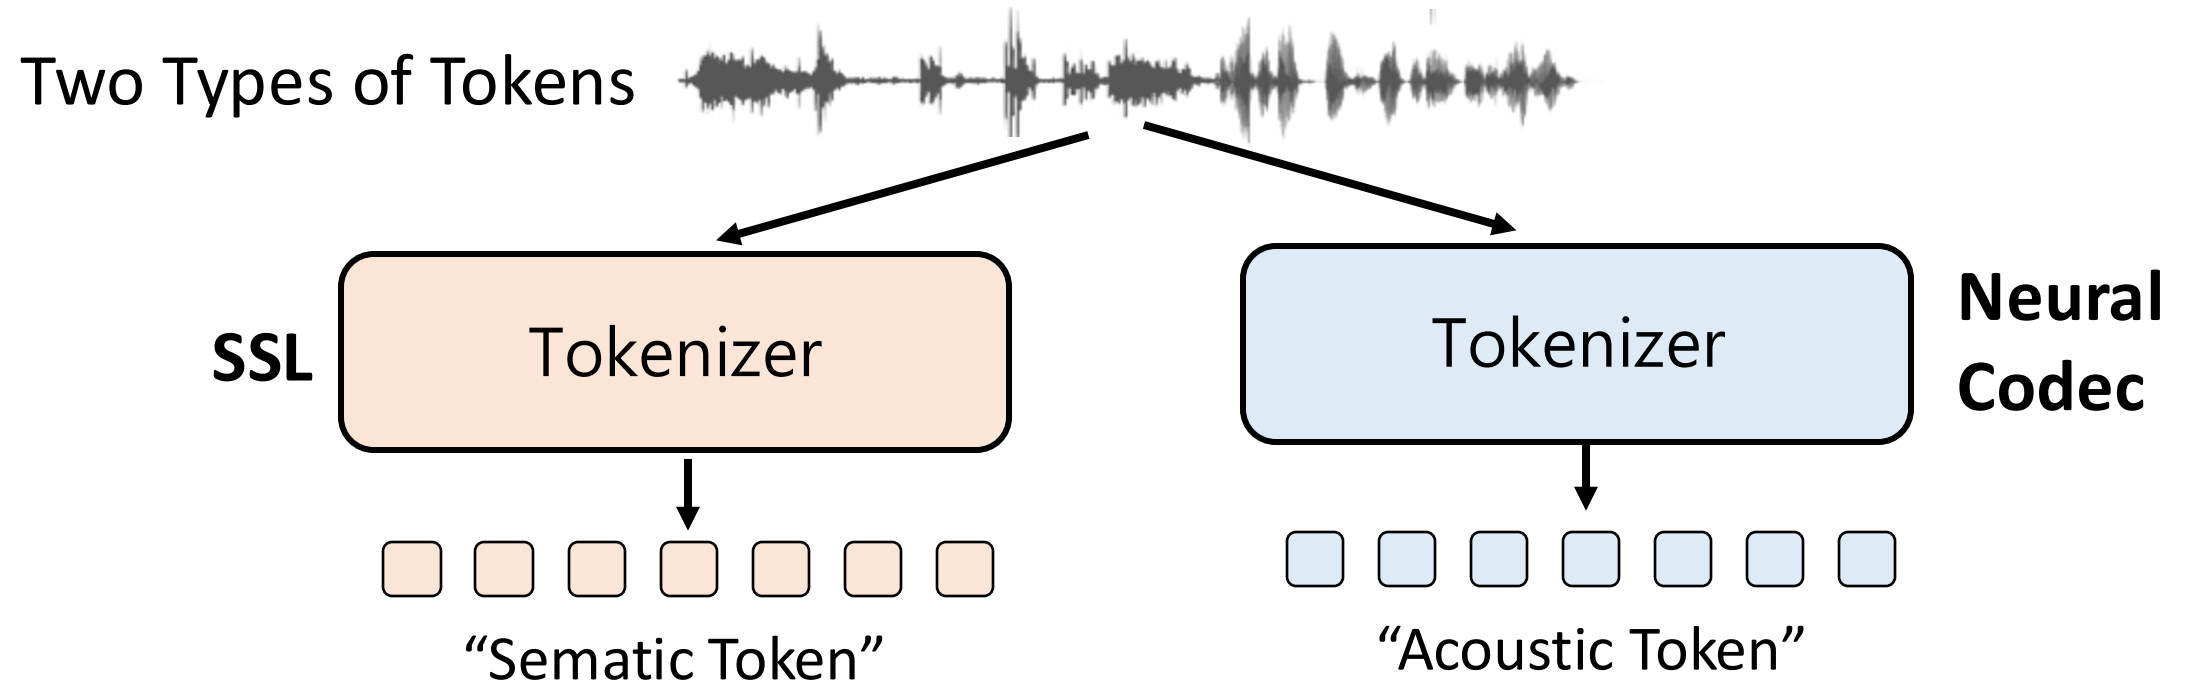 Two Types of Tokens
SSL
Tokenizer
Tokenizer
Neural
Codec
“Sematic Token”
“Acoustic Token”